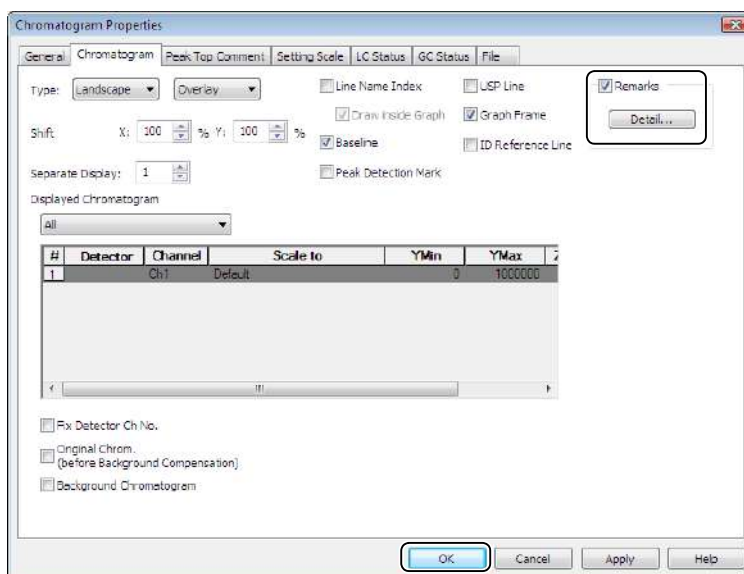 Chromatogram Properties
General Chromatogram Peak Top Comment Setting Scale LC Status GC Status File
Type: Landscape Overlay Line Name Index USP Line Remarks
Draw Inside Graph Graph Frame Detail...
Shift X: 100 % Y: 100 % Baseline ID Reference Line
Separate Display: 1 Peak Detection Mark
Displayed Chromatogram
All
# Detector Channel Scale to YMin YMax
1 Ch1 Default 0 1000000
Fix Detector Ch No.
Original Chrom.
(before Background Compensation)
Background Chromatogram
OK Cancel Apply Help